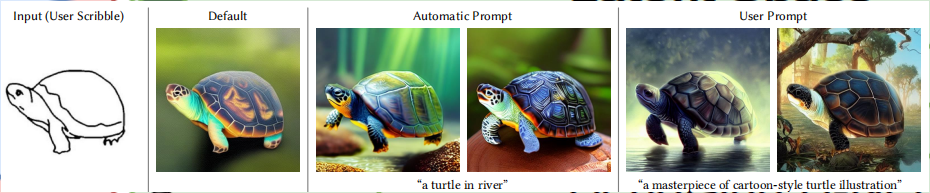 Input (User Scribble)
Default
Automatic Prompt
User Prompt
"a turtle in river"
"a masterpiece of cartoon-style turtle illustration"